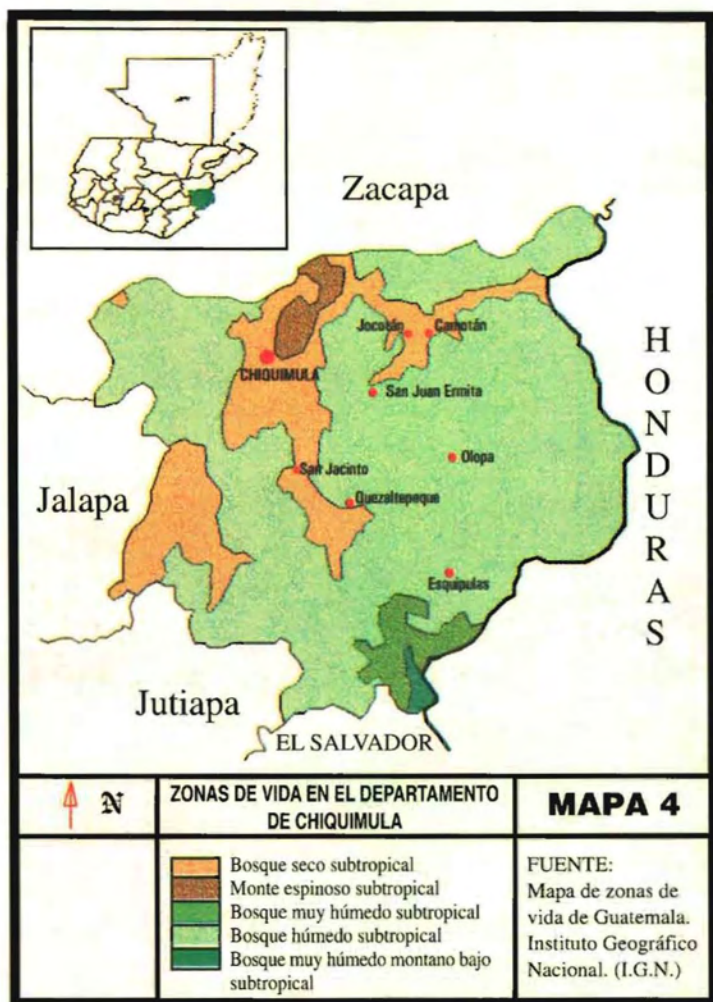 Zacapa
Jocotán
Camotán
CHIQUIMULA
San Juan Ermita
Olopa
San Jacinto
Quezaltepeque
Esquipulas
HONDURAS
Jalapa
Jutiapa
EL SALVADOR
N
ZONAS DE VIDA EN EL DEPARTAMENTO
DE CHIQUIMULA
MAPA 4
Bosque seco subtropical
Monte espinoso subtropical
Bosque muy húmedo subtropical
Bosque húmedo subtropical
Bosque muy húmedo montano bajo
subtropical
FUENTE:
Mapa de zonas de
vida de Guatemala.
Instituto Geográfico
Nacional. (I.G.N.)